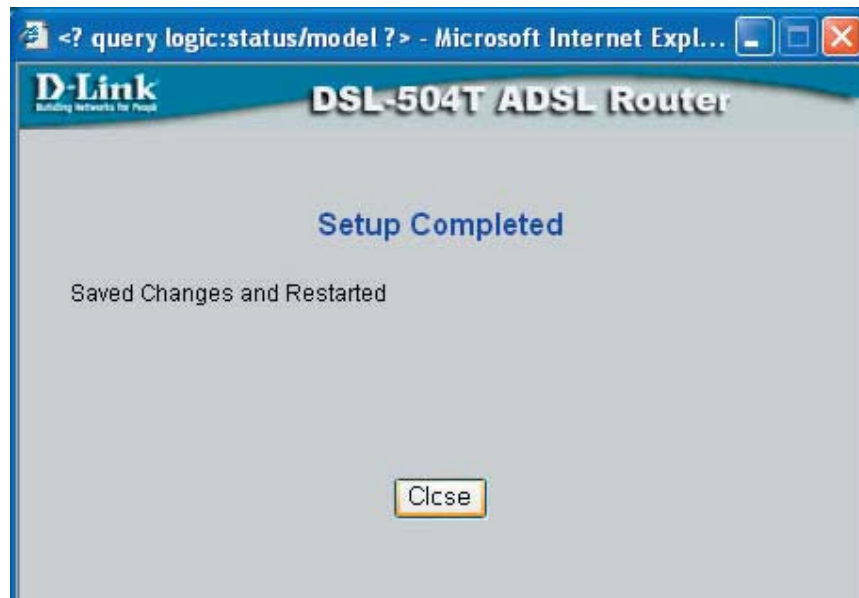 <? query logic:status/model ?> - Microsoft Internet Expl...
D-Link
Building Networks for People
DSL-504T ADSL Router
Setup Completed
Saved Changes and Restarted
Close